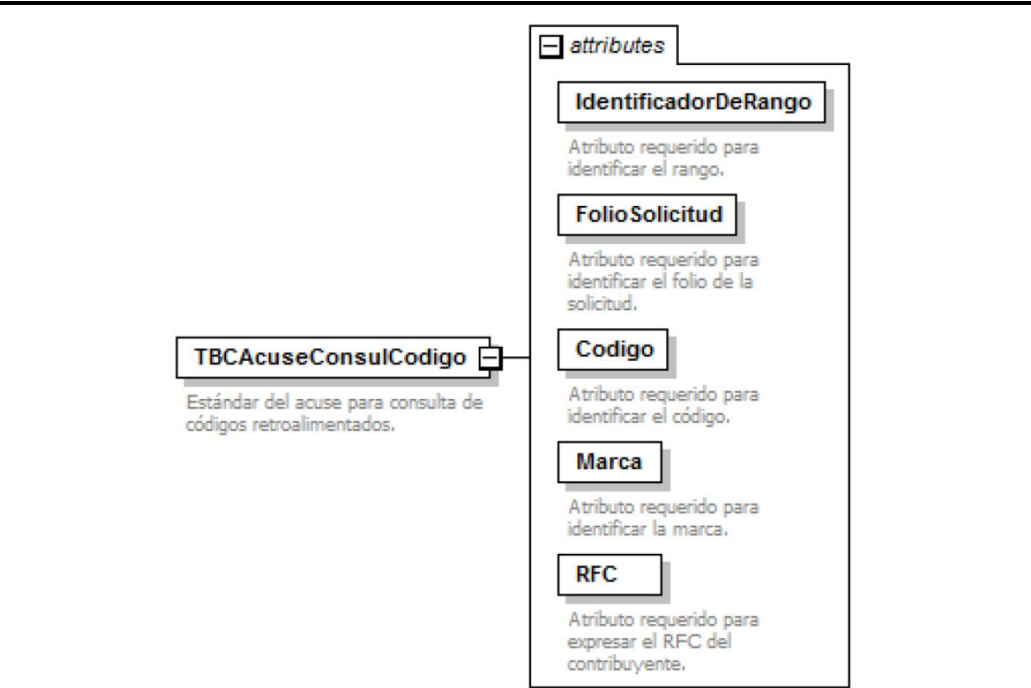 attributes
IdentificadorDeRango
Atributo requerido para
identificar el rango.
FolioSolicitud
Atributo requerido para
identificar el folio de la
solicitud.
TBCAcuseConsulCodigo
Estándar del acuse para consulta de
códigos retroalimentados.
Codigo
Atributo requerido para
identificar el código.
Marca
Atributo requerido para
identificar la marca.
RFC
Atributo requerido para
expresar el RFC del
contribuyente.